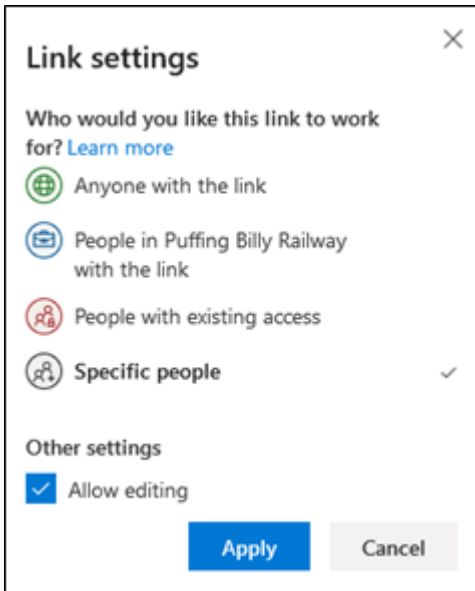 Link settings
Who would you like this link to work
for? Learn more
Anyone with the link
People in Puffing Billy Railway
with the link
People with existing access
Specific people
Other settings
Allow editing
Apply Cancel